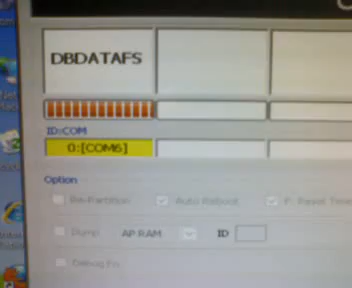 DBDATAFS
ID:COM
0:[COM6]
Option
Re-Partition Auto Reboot F. Reset Time
Dump AP RAM ID
Debug En